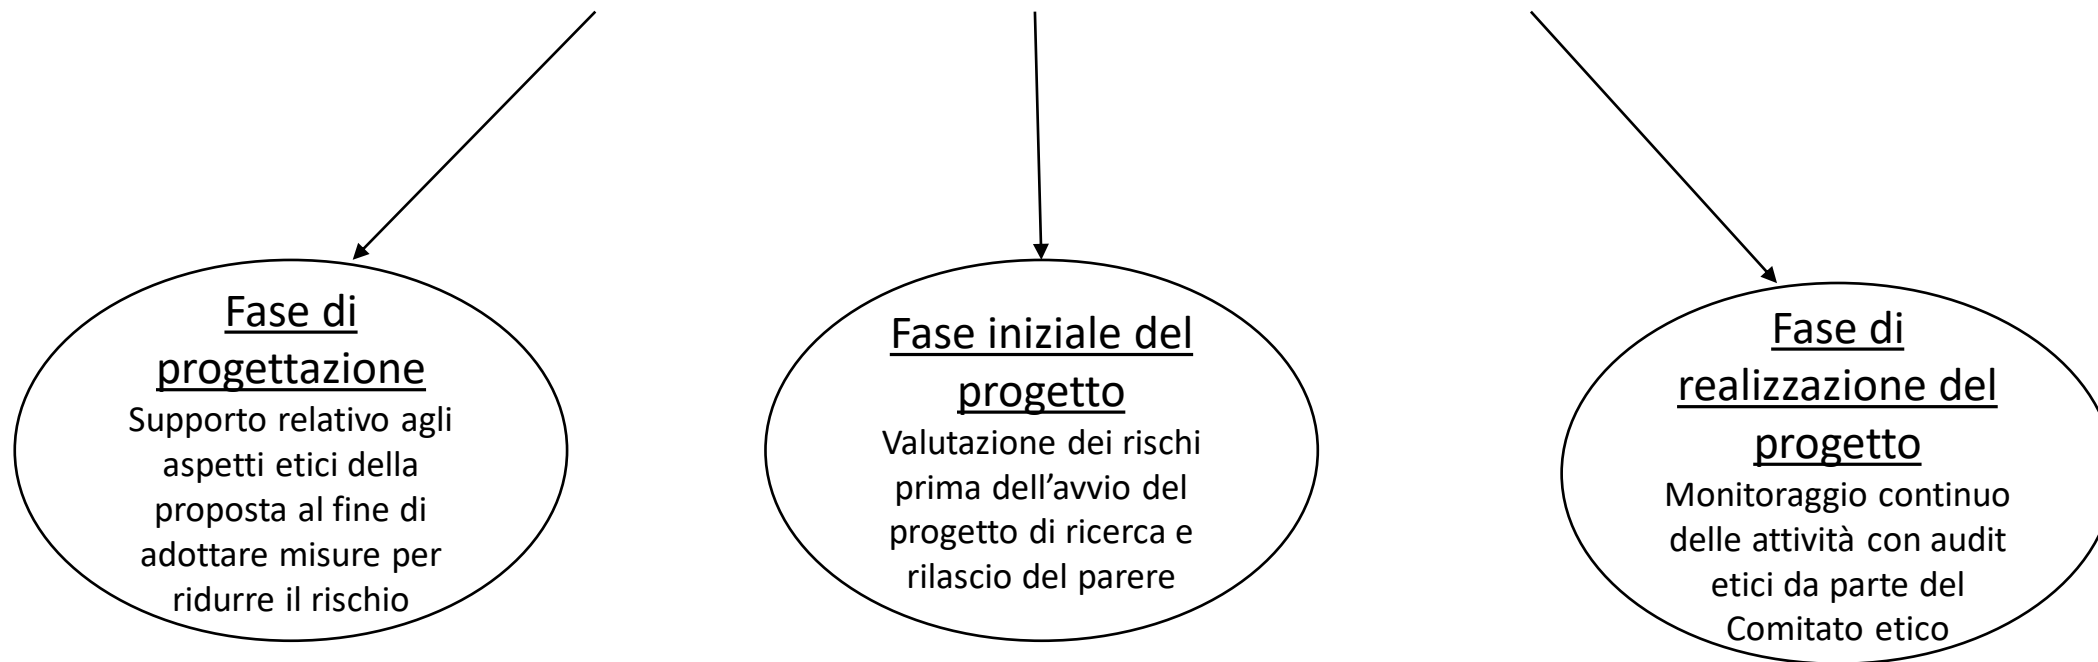 Fase di
progettazione
Supporto relativo agli
aspetti etici della
proposta al fine di
adottare misure per
ridurre il rischio
Fase iniziale del
progetto
Valutazione dei rischi
prima dell’avvio del
progetto di ricerca e
rilascio del parere
Fase di
realizzazione del
progetto
Monitoraggio continuo
delle attività con audit
etici da parte del
Comitato etico